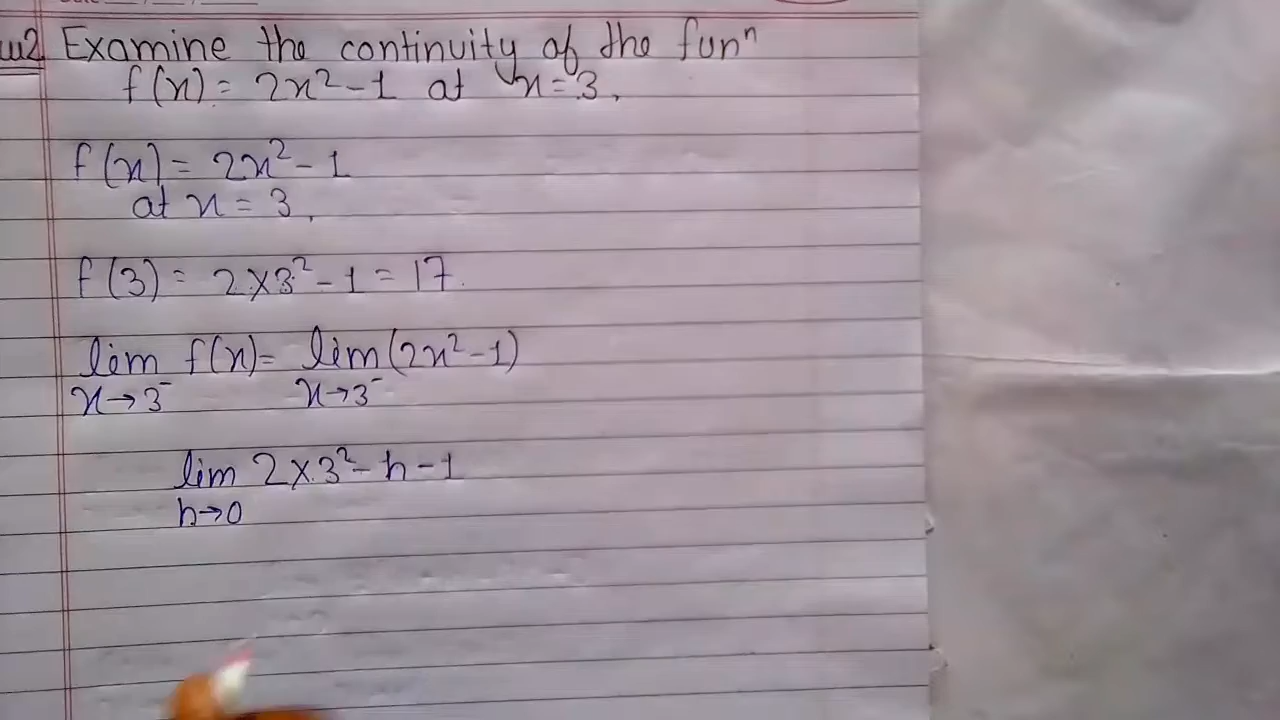 Examine the continuity of the funⁿ
f(x) = 2x² - 1 at x = 3.
f(x) = 2x² - 1
at x = 3,
f(3) = 2×3² - 1 = 17.
lim f(x) = lim (2x² - 1)
x→3⁻ x→3⁻
lim 2×3² - h - 1
h→0